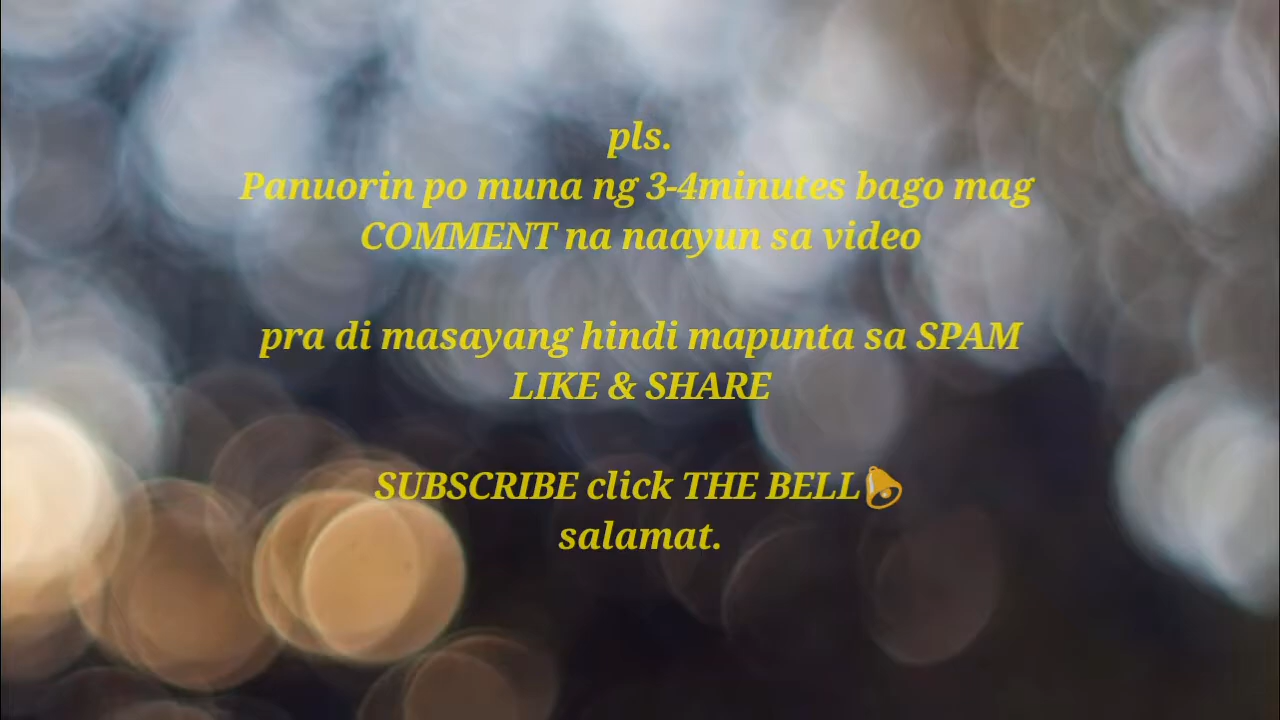 pls.
Panuorin po muna ng 3-4minutes bago mag
COMMENT na naayun sa video
pra di masayang hindi mapunta sa SPAM
LIKE & SHARE
SUBSCRIBE click THE BELL🔔
salamat.